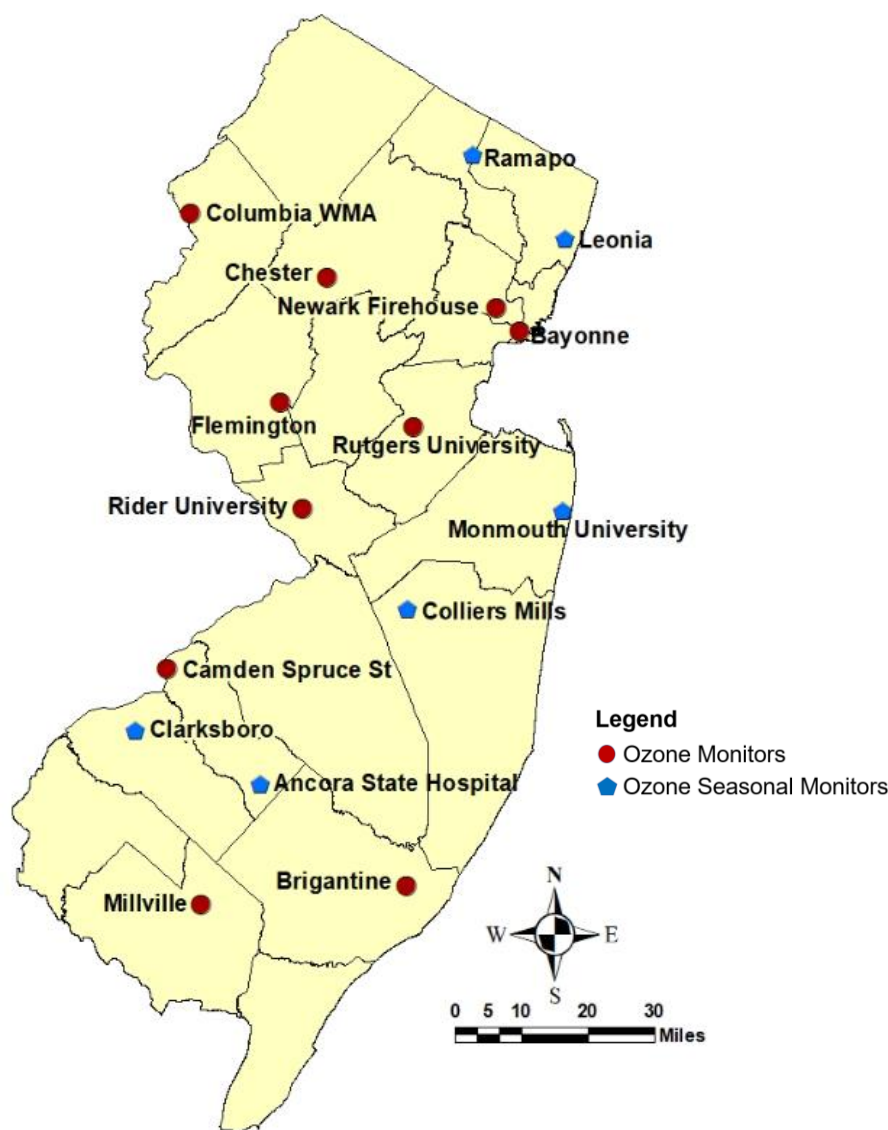 Ramapo
Columbia WMA
Leonia
Chester
Newark Firehouse
Bayonne
Flemington
Rutgers University
Rider University
Monmouth University
Colliers Mills
Camden Spruce St
Clarksboro
Legend
Ozone Monitors
Ozone Seasonal Monitors
Ancora State Hospital
Brigantine
Millville
N
W E
S
0 5 10 20 30
Miles